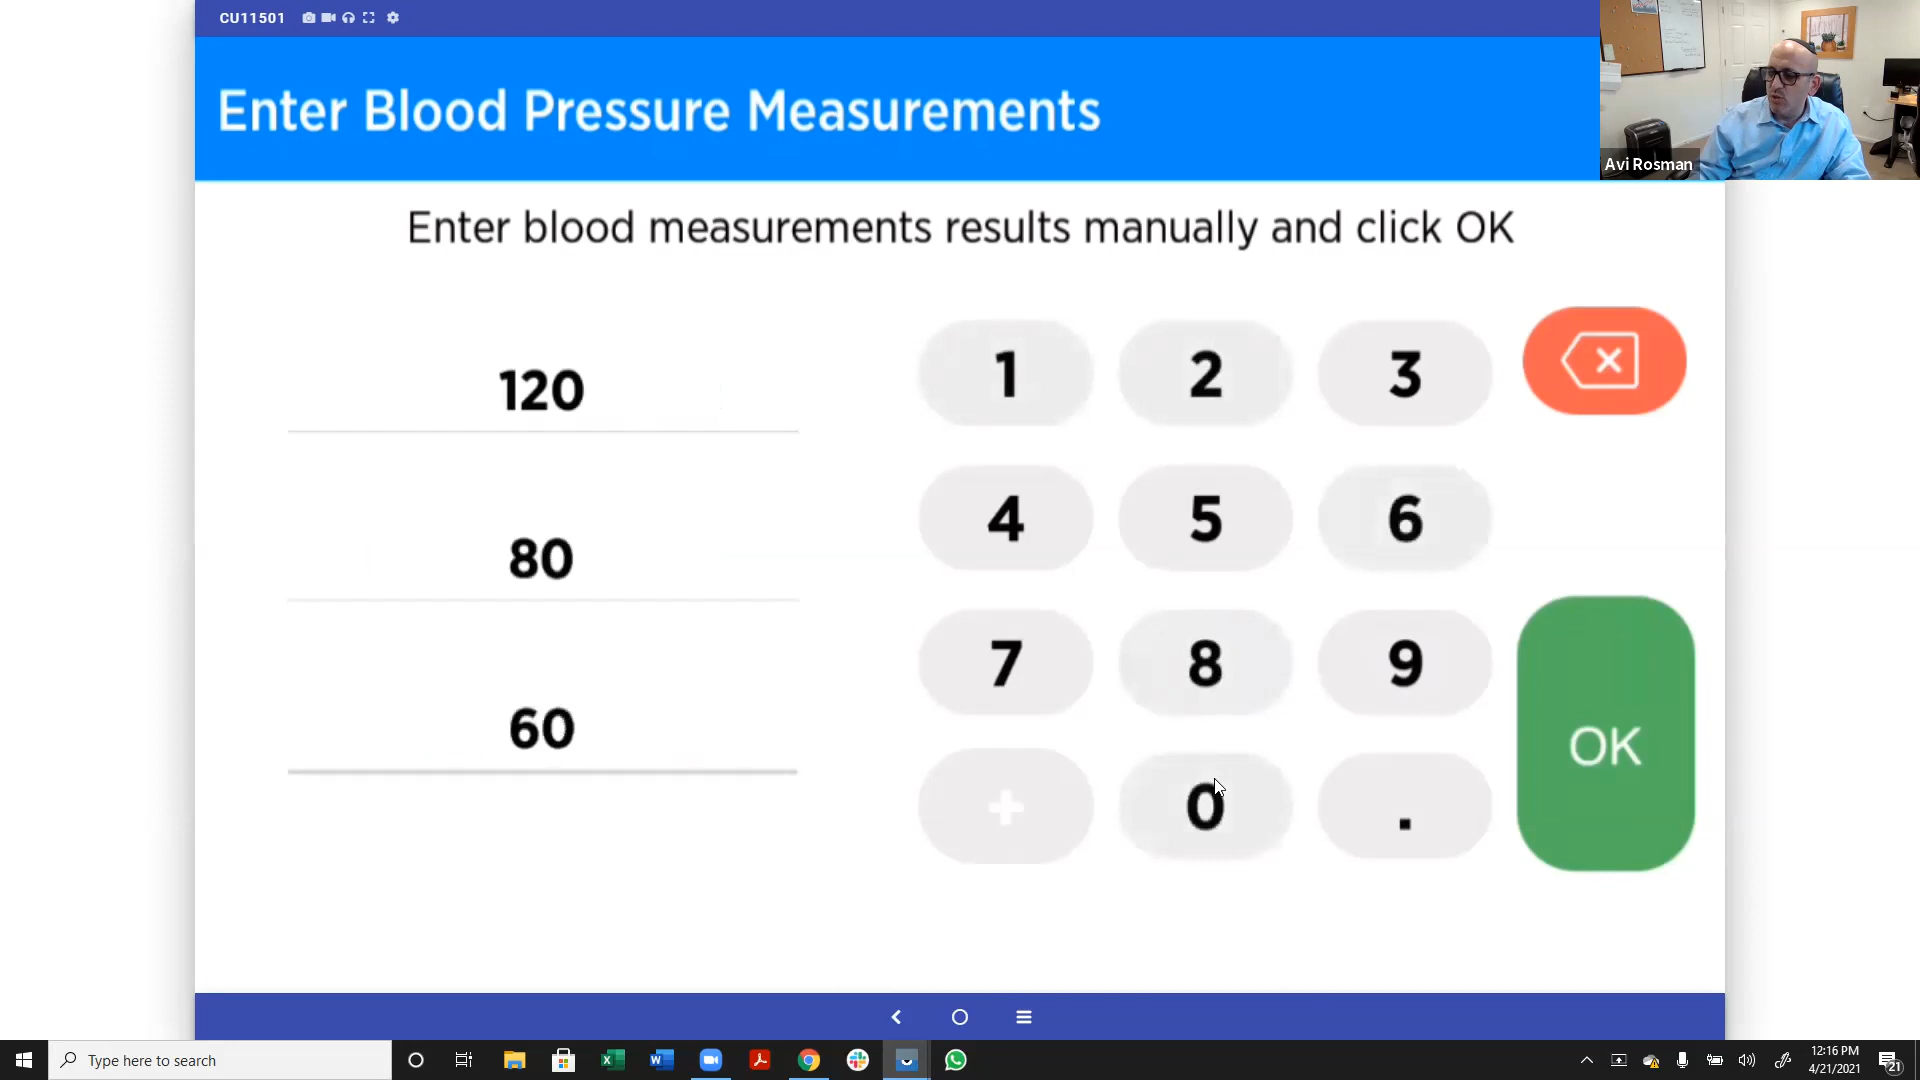 CU11501
Enter Blood Pressure Measurements
Avi Rosman
Enter blood measurements results manually and click OK
120
80
60
1 2 3
4 5 6
7 8 9
+ 0 .
OK
Type here to search
12:16 PM
4/21/2021
21